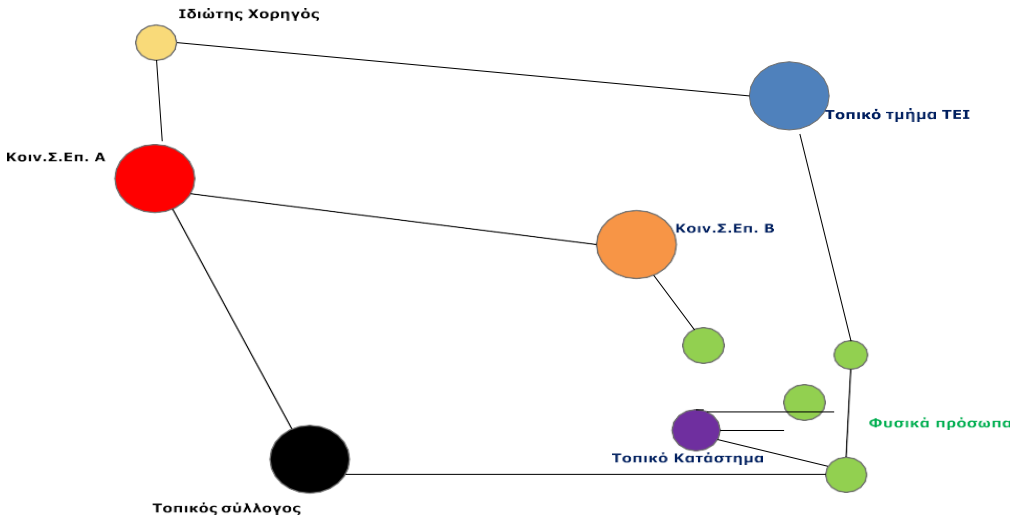 Ιδιώτης Χορηγός
Τοπικό τμήμα ΤΕΙ
Κοιν.Σ.Επ. Α
Κοιν.Σ.Επ. Β
Φυσικά πρόσωπα
Τοπικό Κατάστημα
Τοπικός σύλλογος